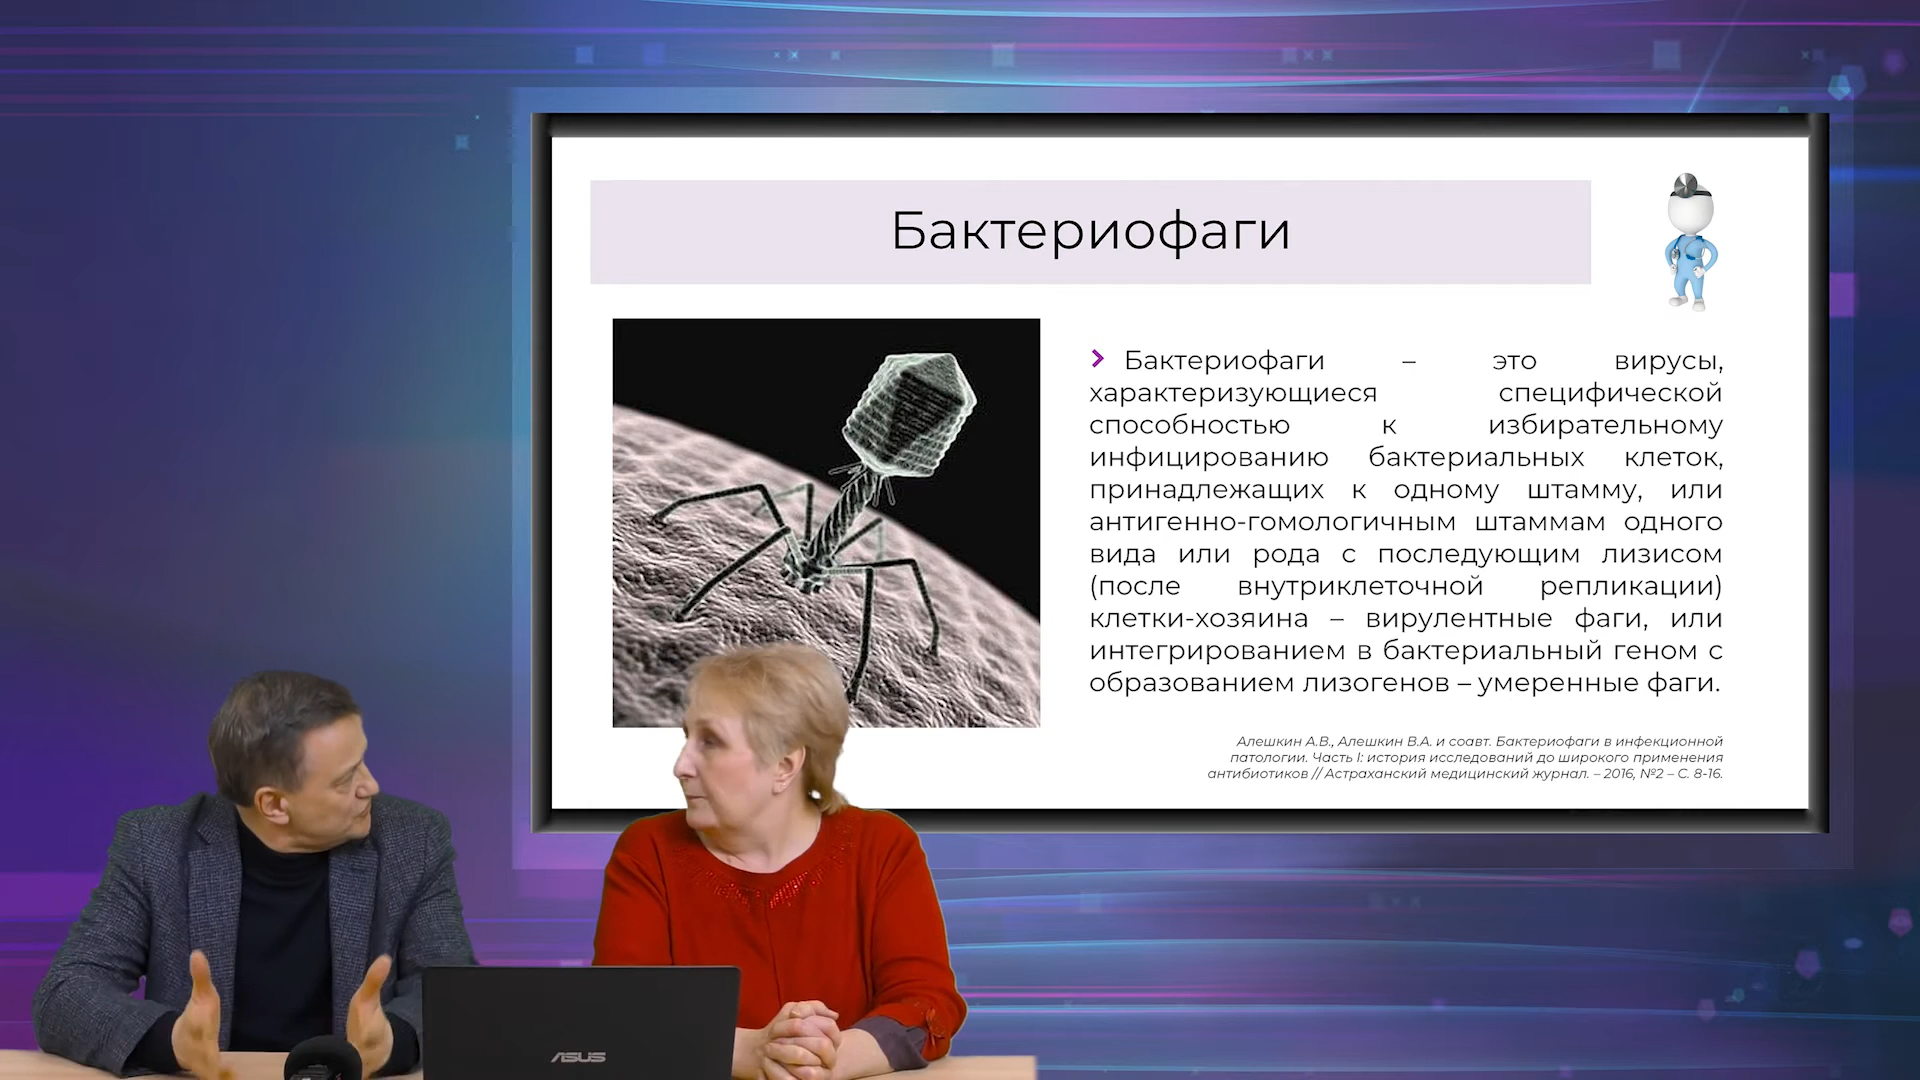 Бактериофаги
Бактериофаги – это вирусы,
характеризующиеся специфической
способностью к избирательному
инфицированию бактериальных клеток,
принадлежащих к одному штамму, или
антигенно-гомологичным штаммам одного
вида или рода с последующим лизисом
(после внутриклеточной репликации)
клетки-хозяина – вирулентные фаги, или
интегрированием в бактериальный геном с
образованием лизогенов – умеренные фаги.
Алешкин А.В., Алешкин В.А. и соавт. Бактериофаги в инфекционной
патологии. Часть I: история исследований до широкого применения
антибиотиков // Астраханский медицинский журнал. – 2016, №2 – С. 8-16.
ASUS